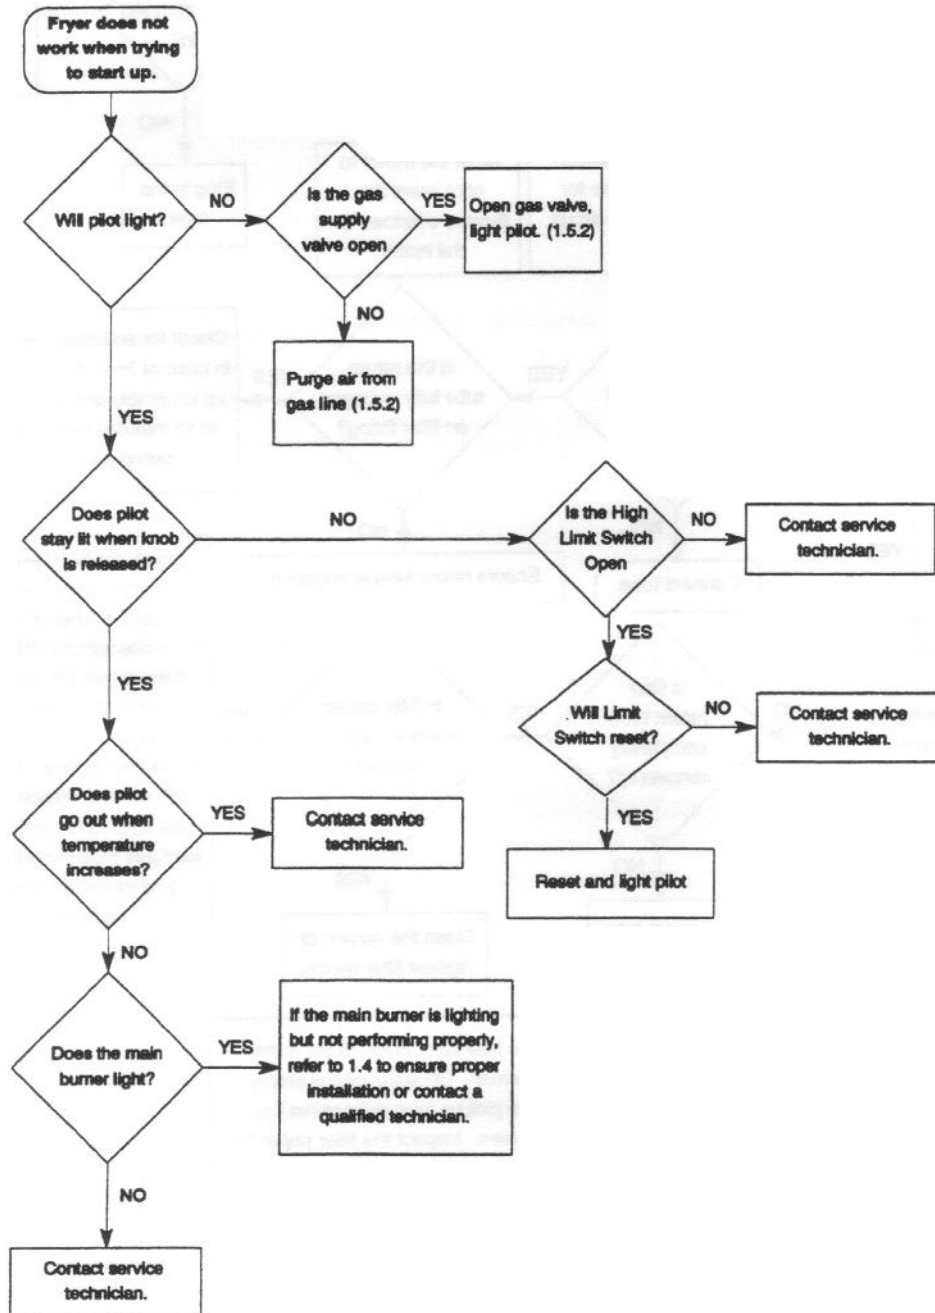 Fryer does not
work when trying
to start up.
Will pilot light?
NO
Is the gas
supply
valve open
YES
Open gas valve,
light pilot. (1.5.2)
NO
Purge air from
gas line (1.5.2)
YES
Does pilot
stay lit when knob
is released?
NO
Is the High
Limit Switch
Open
NO
Contact service
technician.
YES
Will Limit
Switch reset?
NO
Contact service
technician.
YES
Reset and light pilot
YES
Does pilot
go out when
temperature
increases?
YES
Contact service
technician.
NO
Does the main
burner light?
YES
If the main burner is lighting
but not performing properly,
refer to 1.4 to ensure proper
installation or contact a
qualified technician.
NO
Contact service
technician.